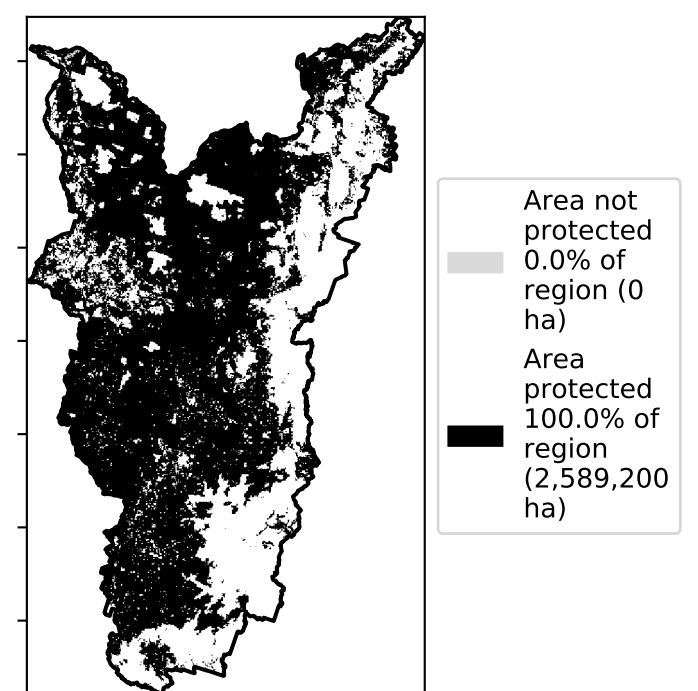 Area not
protected
0.0% of
region (0
ha)
Area
protected
100.0% of
region
(2,589,200
ha)